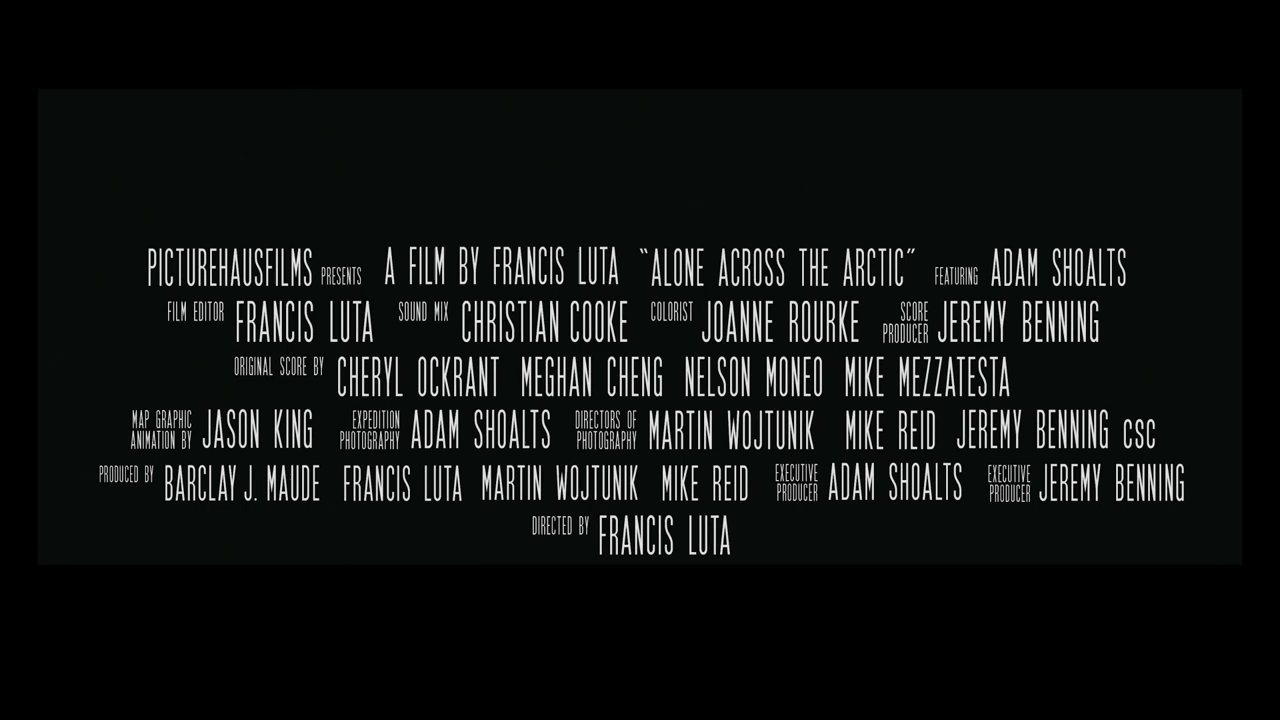 PICTUREHAUSFILMS PRESENTS A FILM BY FRANCIS LUTA “ALONE ACROSS THE ARCTIC” FEATURING ADAM SHOALTS
FILM EDITOR FRANCIS LUTA SOUND MIX CHRISTIAN COOKE COLORIST JOANNE ROURKE SCORE PRODUCER JEREMY BENNING
ORIGINAL SCORE BY CHERYL OCKRANT MEGHAN CHENG NELSON MONEO MIKE MEZZATESTA
MAP GRAPHIC ANIMATION BY JASON KING EXPEDITION PHOTOGRAPHY ADAM SHOALTS DIRECTORS OF PHOTOGRAPHY MARTIN WOJTUNIK MIKE REID JEREMY BENNING CSC
PRODUCED BY BARCLAY J. MAUDE FRANCIS LUTA MARTIN WOJTUNIK MIKE REID EXECUTIVE PRODUCER ADAM SHOALTS EXECUTIVE PRODUCER JEREMY BENNING
DIRECTED BY FRANCIS LUTA